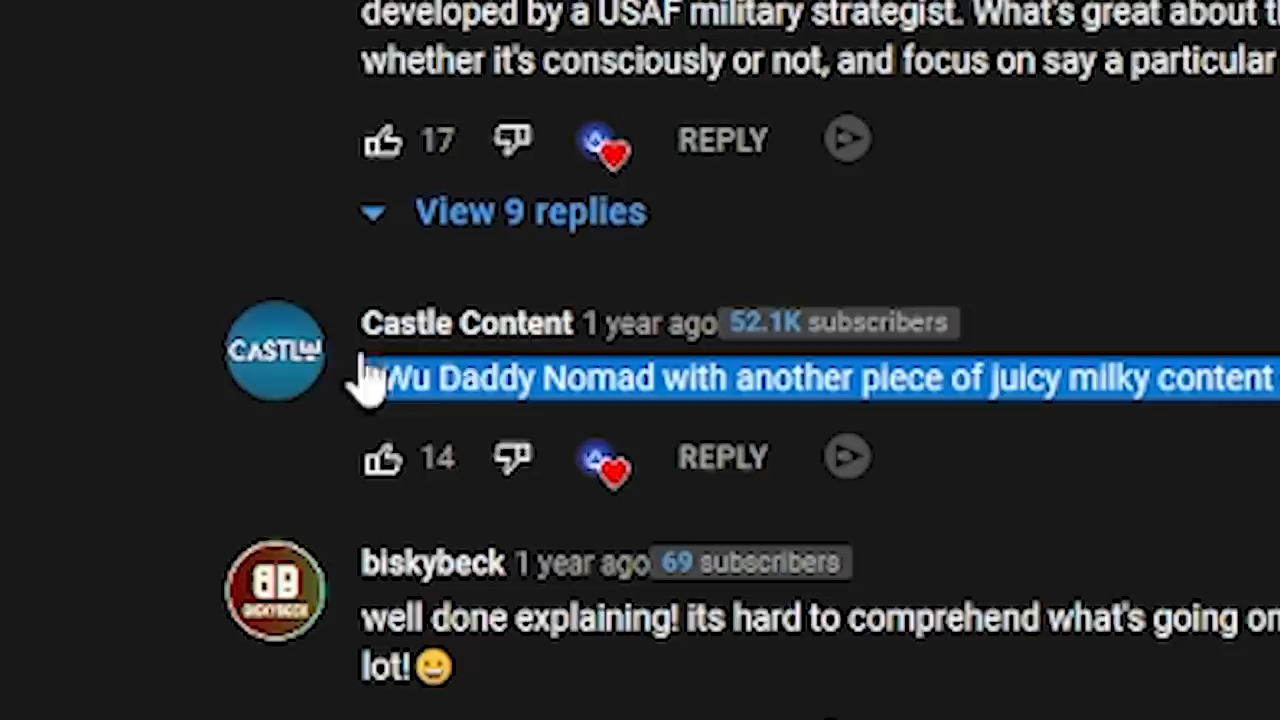 developed by a USAF military strategist. What's great about
whether it's consciously or not, and focus on say a particular
17
REPLY
View 9 replies
CASTLE
Castle Content 1 year ago 52.1K subscribers
Daddy Nomad with another piece of juicy milky content
14
REPLY
BB
BISKYBECK
biskybeck 1 year ago 69 subscribers
well done explaining! its hard to comprehend what's going on
lot!😀